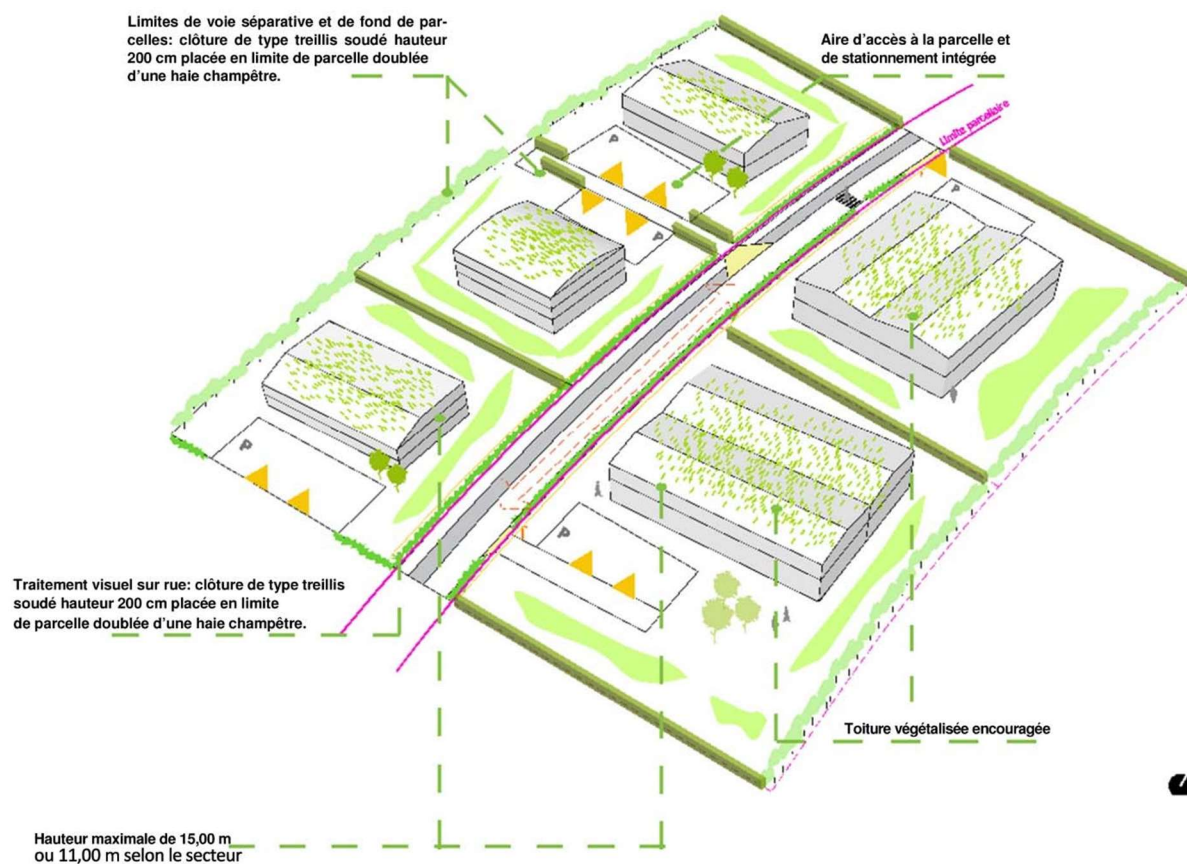 Limites de voie séparative et de fond de par-
celles: clôture de type treillis soudé hauteur
200 cm placée en limite de parcelle doublée
d'une haie champêtre.
Aire d'accès à la parcelle et
de stationnement intégrée
Limite parcellaire
P
P
P
P
P
Traitement visuel sur rue: clôture de type treillis
soudé hauteur 200 cm placée en limite
de parcelle doublée d'une haie champêtre.
Toiture végétalisée encouragée
Hauteur maximale de 15,00 m
ou 11,00 m selon le secteur